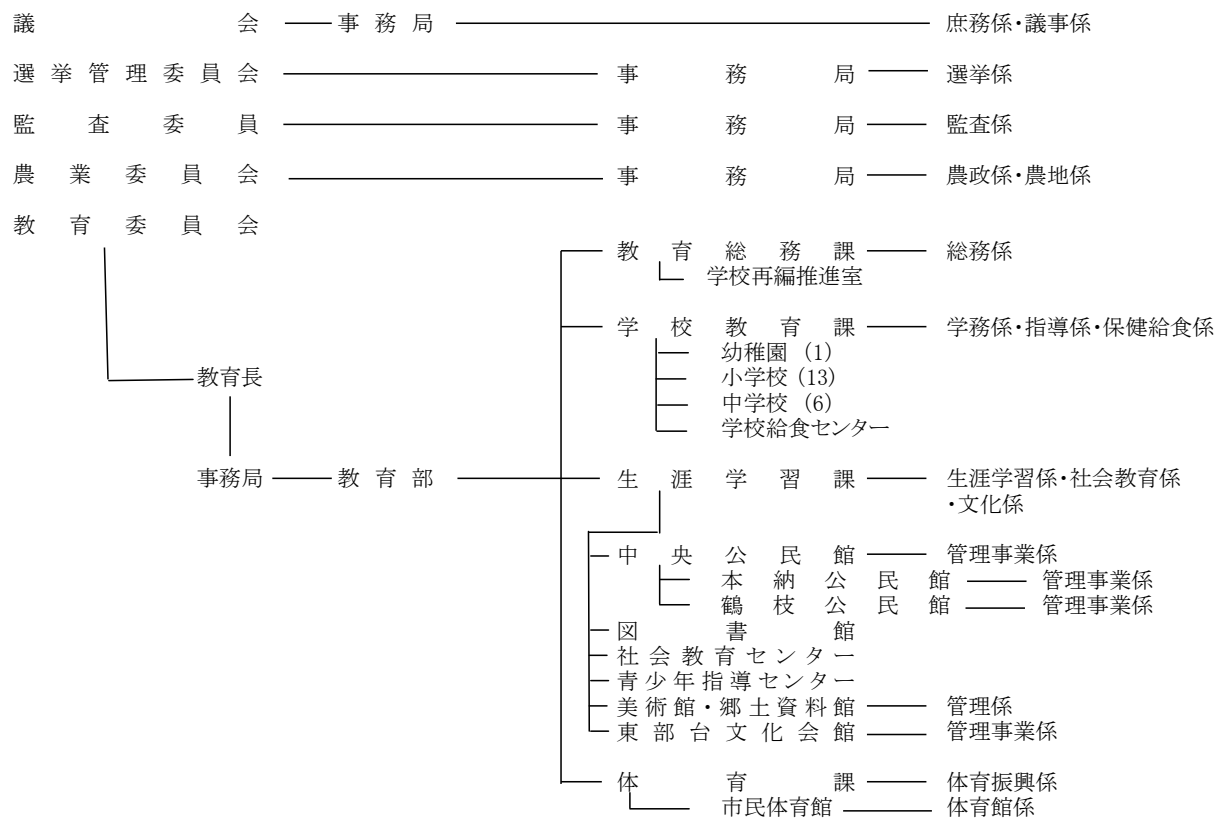 議会 事務局 庶務係・議事係
選挙管理委員会 事務局 選挙係
監査委員 事務局 監査係
農業委員会 事務局 農政係・農地係
教育委員会
教育総務課 総務係
学校再編推進室
学校教育課 学務係・指導係・保健給食係
幼稚園 (1)
小学校 (13)
教育長
中学校 (6)
学校給食センター
事務局 教育部 生涯学習課 生涯学習係・社会教育係
・文化係
中央公民館 管理事業係
本納公民館 管理事業係
鶴枝公民館 管理事業係
図書館
社会教育センター
青少年指導センター
美術館・郷土資料館 管理係
東部台文化会館 管理事業係
体育課 体育振興係
市民体育館 体育館係